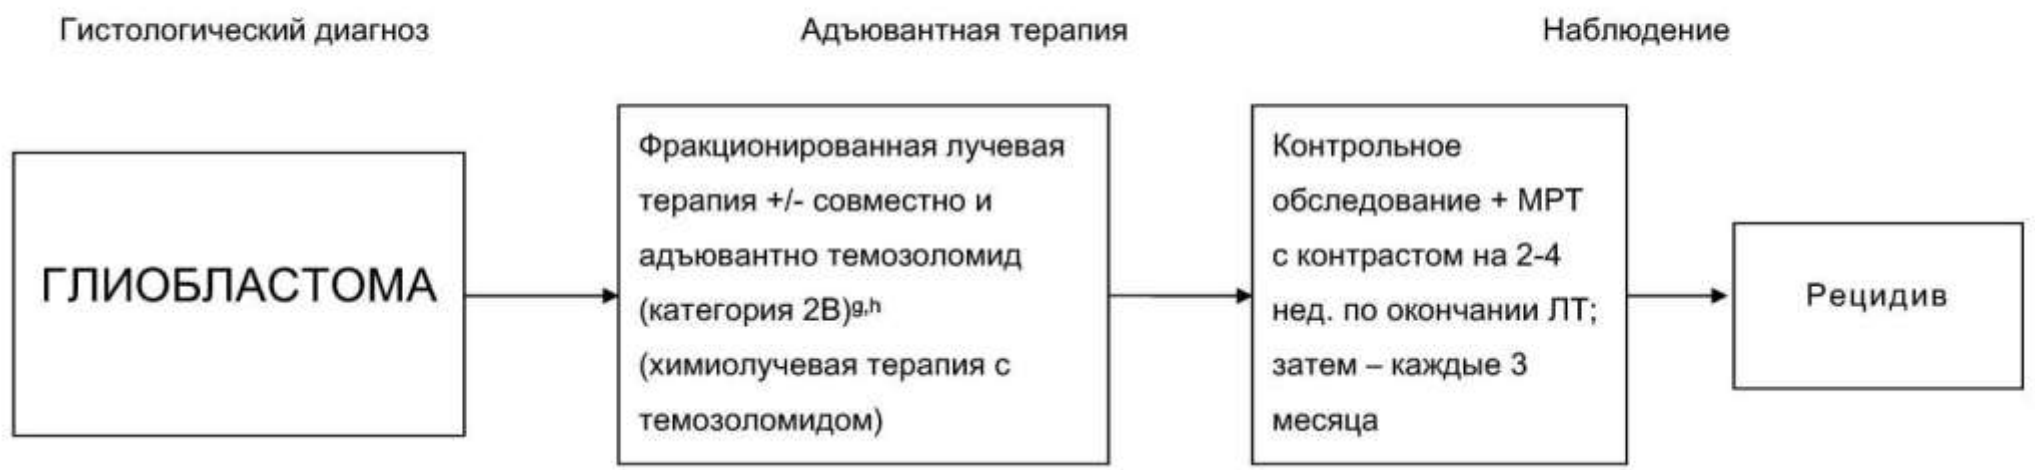 Гистологический диагноз
Адъювантная терапия
Наблюдение
ГЛИОБЛАСТОМА
Фракционированная лучевая
терапия +/- совместно и
адъювантно темозоломид
(категория 2В)g,h
(химиолучевая терапия с
темозоломидом)
Контрольное
обследование + МРТ
с контрастом на 2-4
нед. по окончании ЛТ;
затем – каждые 3
месяца
Рецидив